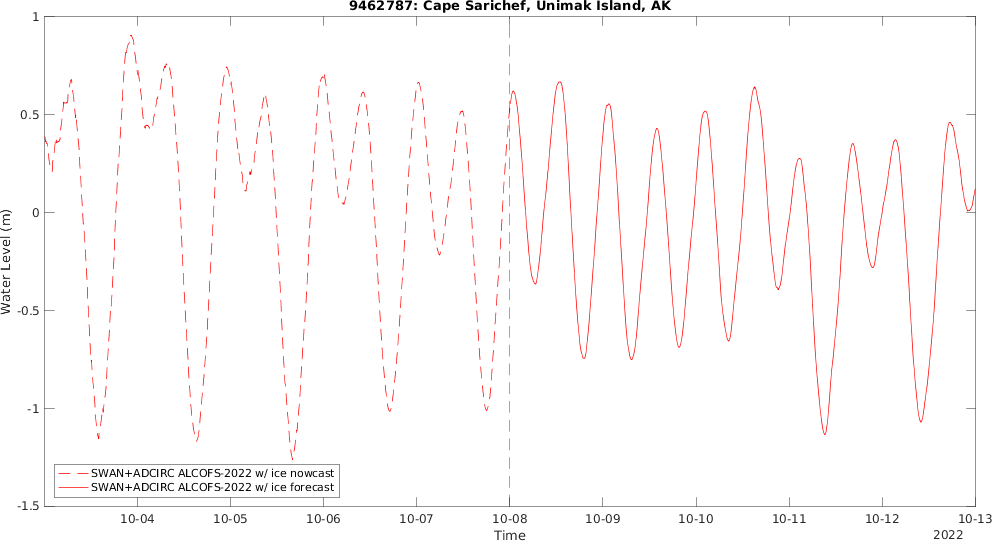 9462787: Cape Sarichef, Unimak Island, AK
1
0.5
0
-0.5
-1
-1.5
Water Level (m)
SWAN+ADCIRC ALCOFS-2022 w/ ice nowcast
SWAN+ADCIRC ALCOFS-2022 w/ ice forecast
10-04 10-05 10-06 10-07 10-08 10-09 10-10 10-11 10-12 10-13
Time
2022